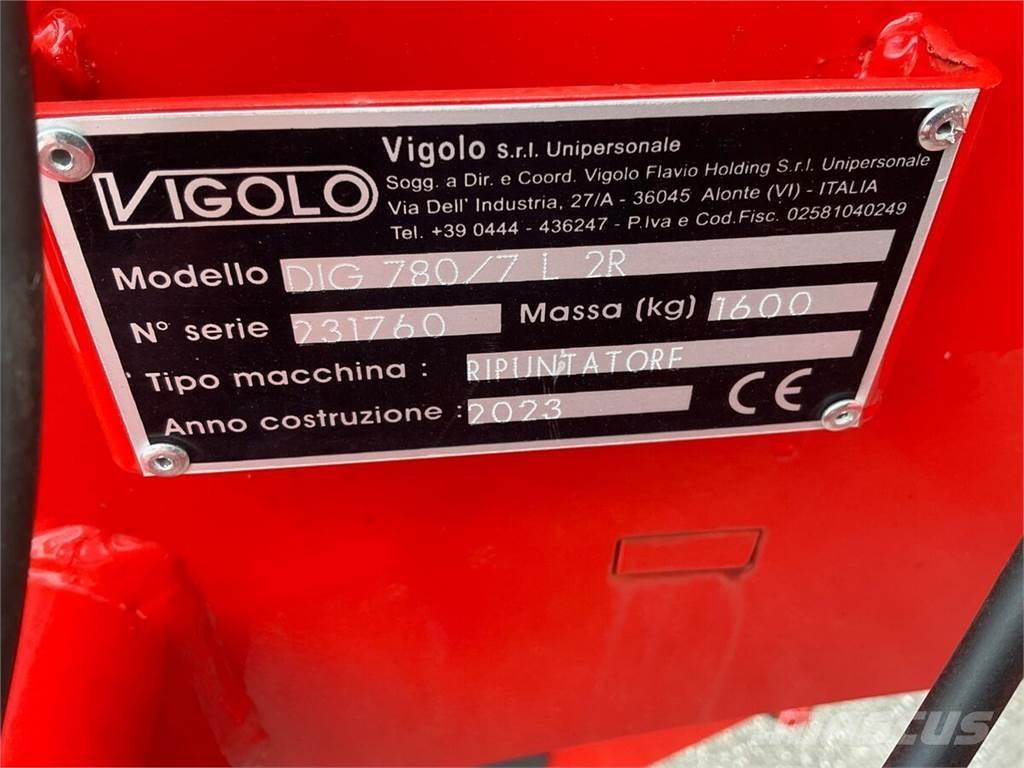 VIGOLO
Vigolo S.r.l. Unipersonale
Sogg. a Dir. e Coord. Vigolo Flavio Holding S.r.l. Unipersonale
Via Dell' Industria, 27/A - 36045 Alonte (VI) - ITALIA
Tel. +39 0444 - 436247 - P.Iva e Cod.Fisc. 02581040249
Modello DIG 780/7 L 2R
N° serie 231760 Massa (kg) 1600
Tipo macchina : RIPUNTATORE
Anno costruzione : 2023 CE
MASCUS